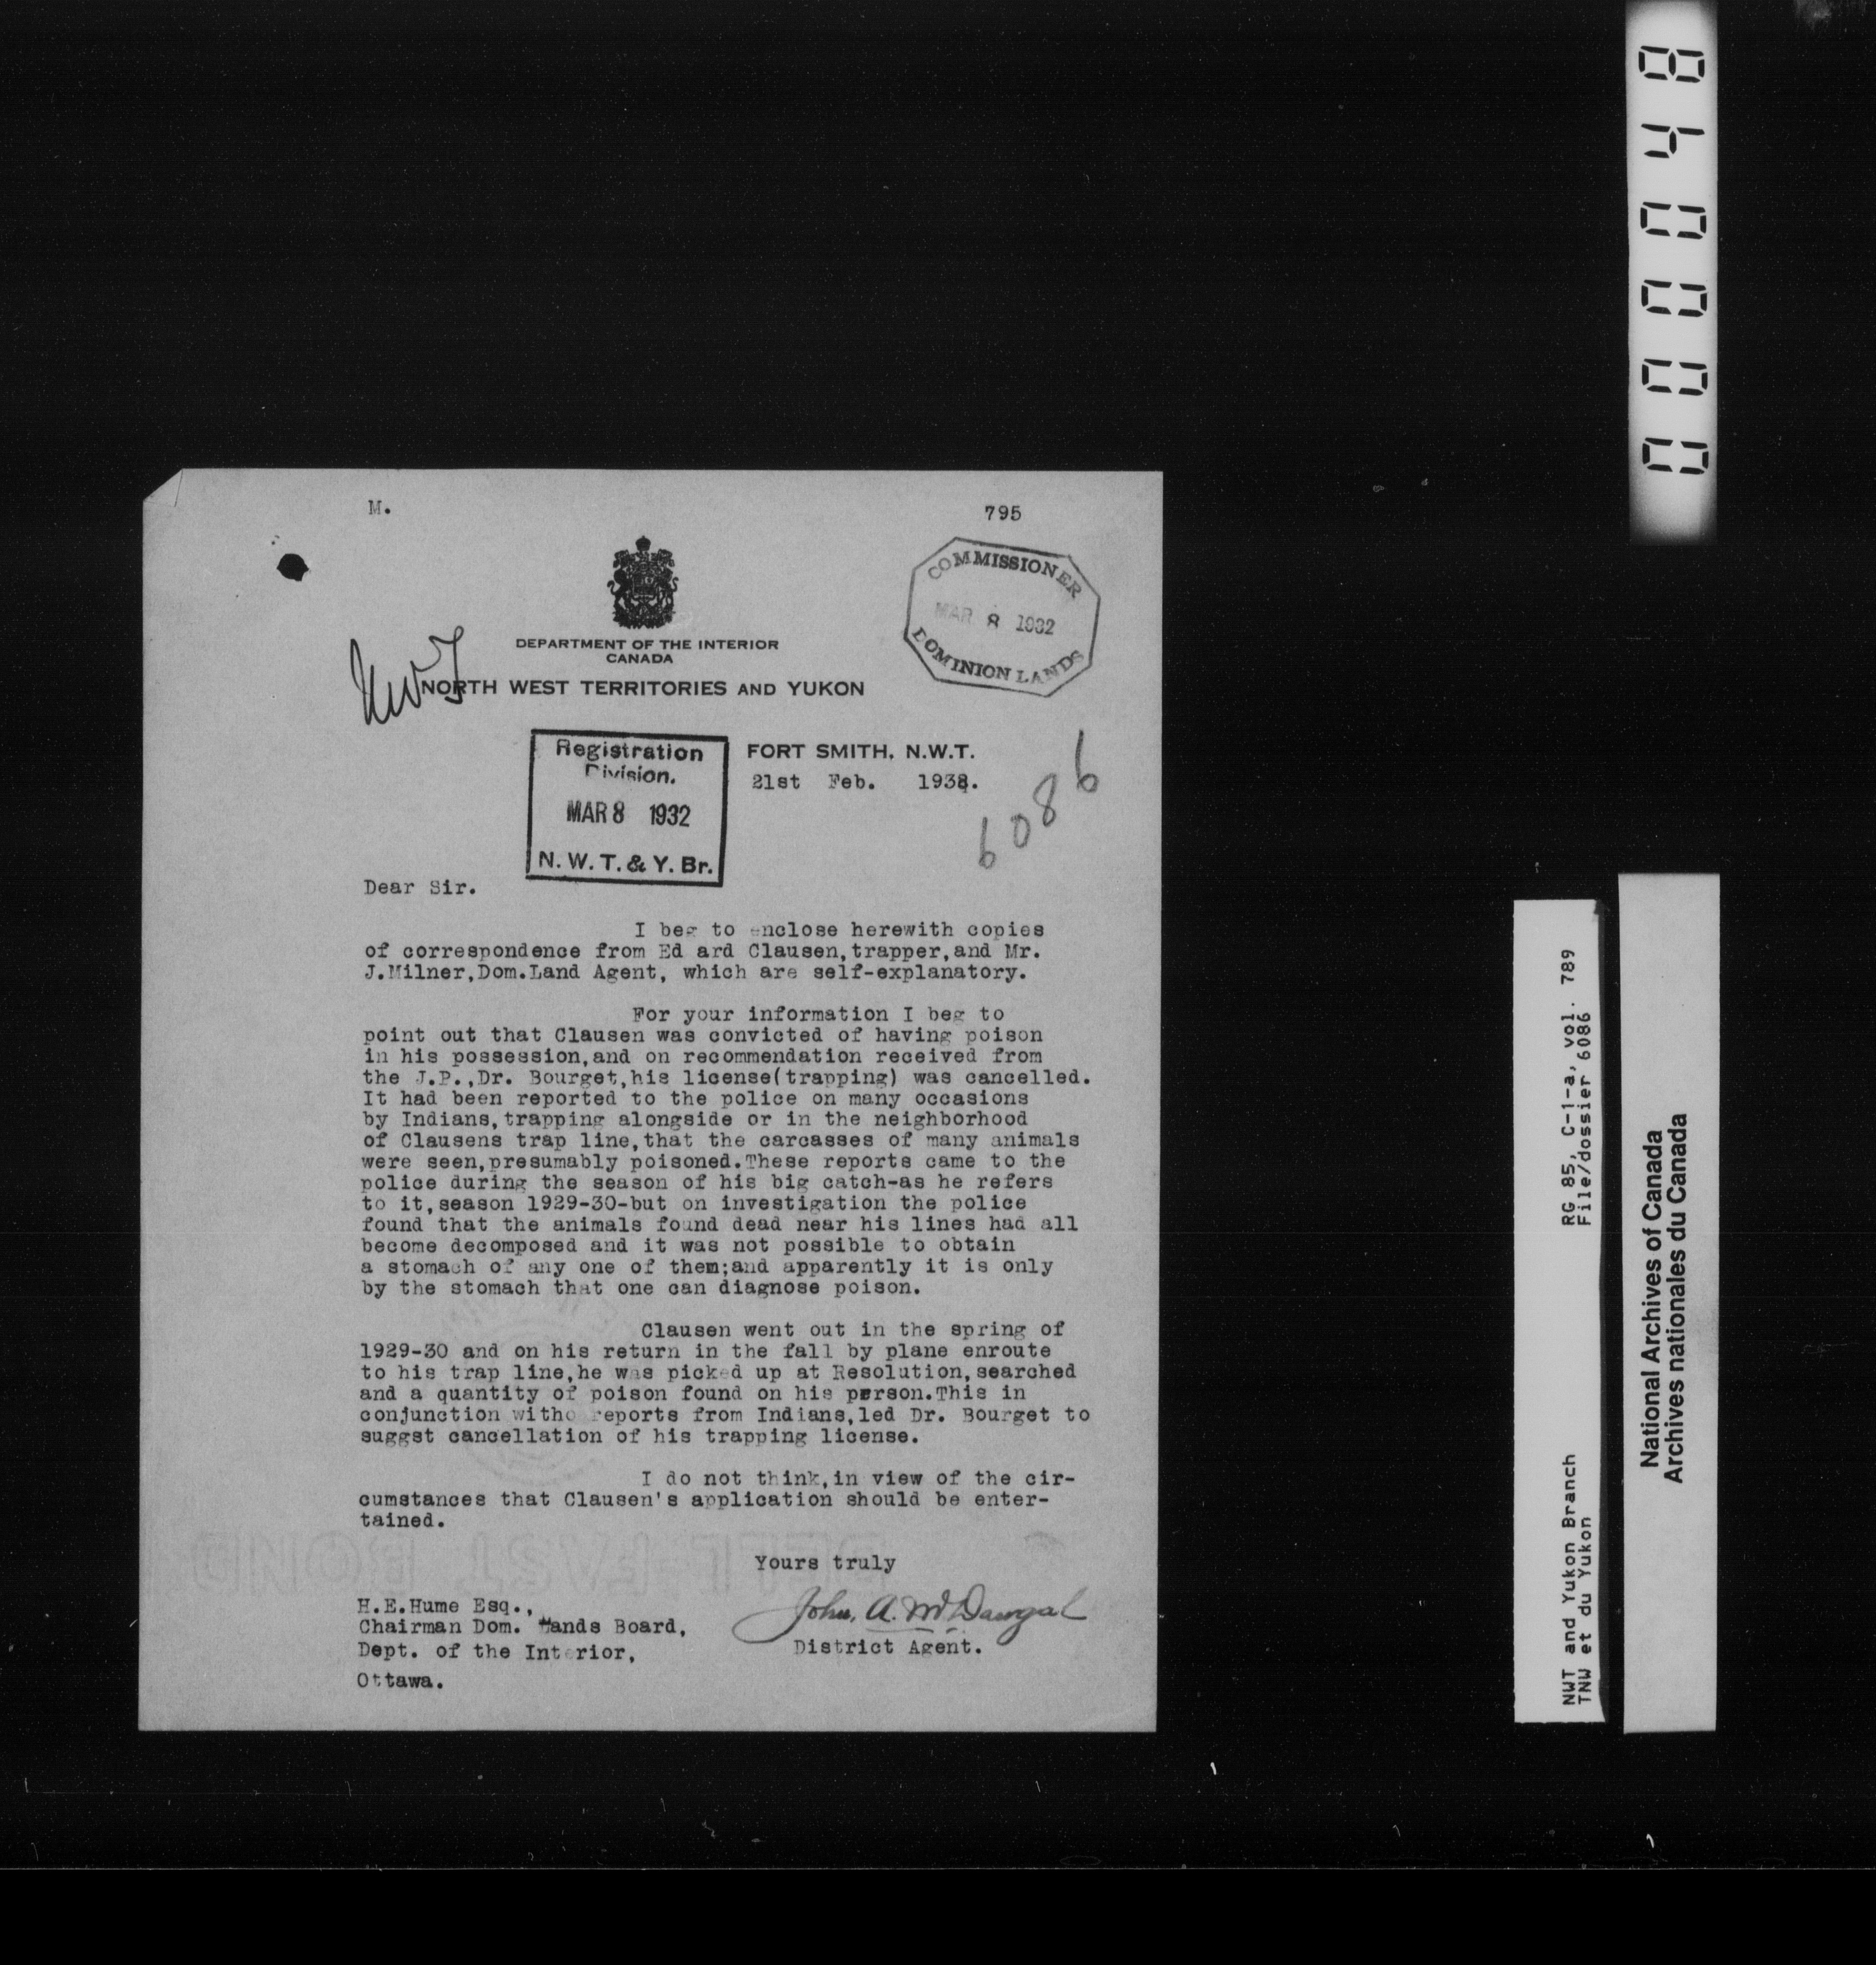 M.
795
COMMISSIONER
MAR 8 1932
DOMINION LANDS
DEPARTMENT OF THE INTERIOR
CANADA
NWT
NORTH WEST TERRITORIES AND YUKON
Registration
Division.
MAR 8 1932
N. W. T. & Y. Br.
FORT SMITH, N.W.T.
21st Feb.
6086
Dear Sir.
I beg to enclose herewith copies
of correspondence from Ed ard Clausen,trapper,and Mr.
J.Milner,Dom.Land Agent, which are self-explanatory.
For your information I beg to
point out that Clausen was convicted of having poison
in his possession,and on recommendation received from
the J.P.,Dr. Bourget,his license(trapping) was cancelled.
It had been reported to the police on many occasions
by Indians,trapping alongside or in the neighborhood
of Clausens trap line,that the carcasses of many animals
were seen,presumably poisoned.These reports came to the
police during the season of his big catch-as he refers
to it,season 1929-30-but on investigation the police
found that the animals found dead near his lines had all
become decomposed and it was not possible to obtain
a stomach of any one of them;and apparently it is only
by the stomach that one can diagnose poison.
Clausen went out in the spring of
1929-30 and on his return in the fall by plane enroute
to his trap line,he was picked up at Resolution,searched
and a quantity of poison found on his person.This in
conjunction witho reports from Indians,led Dr. Bourget to
suggst cancellation of his trapping license.
I do not think,in view of the cir-
cumstances that Clausen's application should be enter-
tained.
Yours truly
John. A. McDougal
District Agent.
H.E.Hume Esq.,
Chairman Dom. Lands Board,
Dept. of the Interior,
Ottawa.
SELL-FAST BOND
000048
RG 85, C-1-a, vol. 789
File/dossier 6086
NWT and Yukon Branch
TNW et du Yukon
National Archives of Canada
Archives nationales du Canada